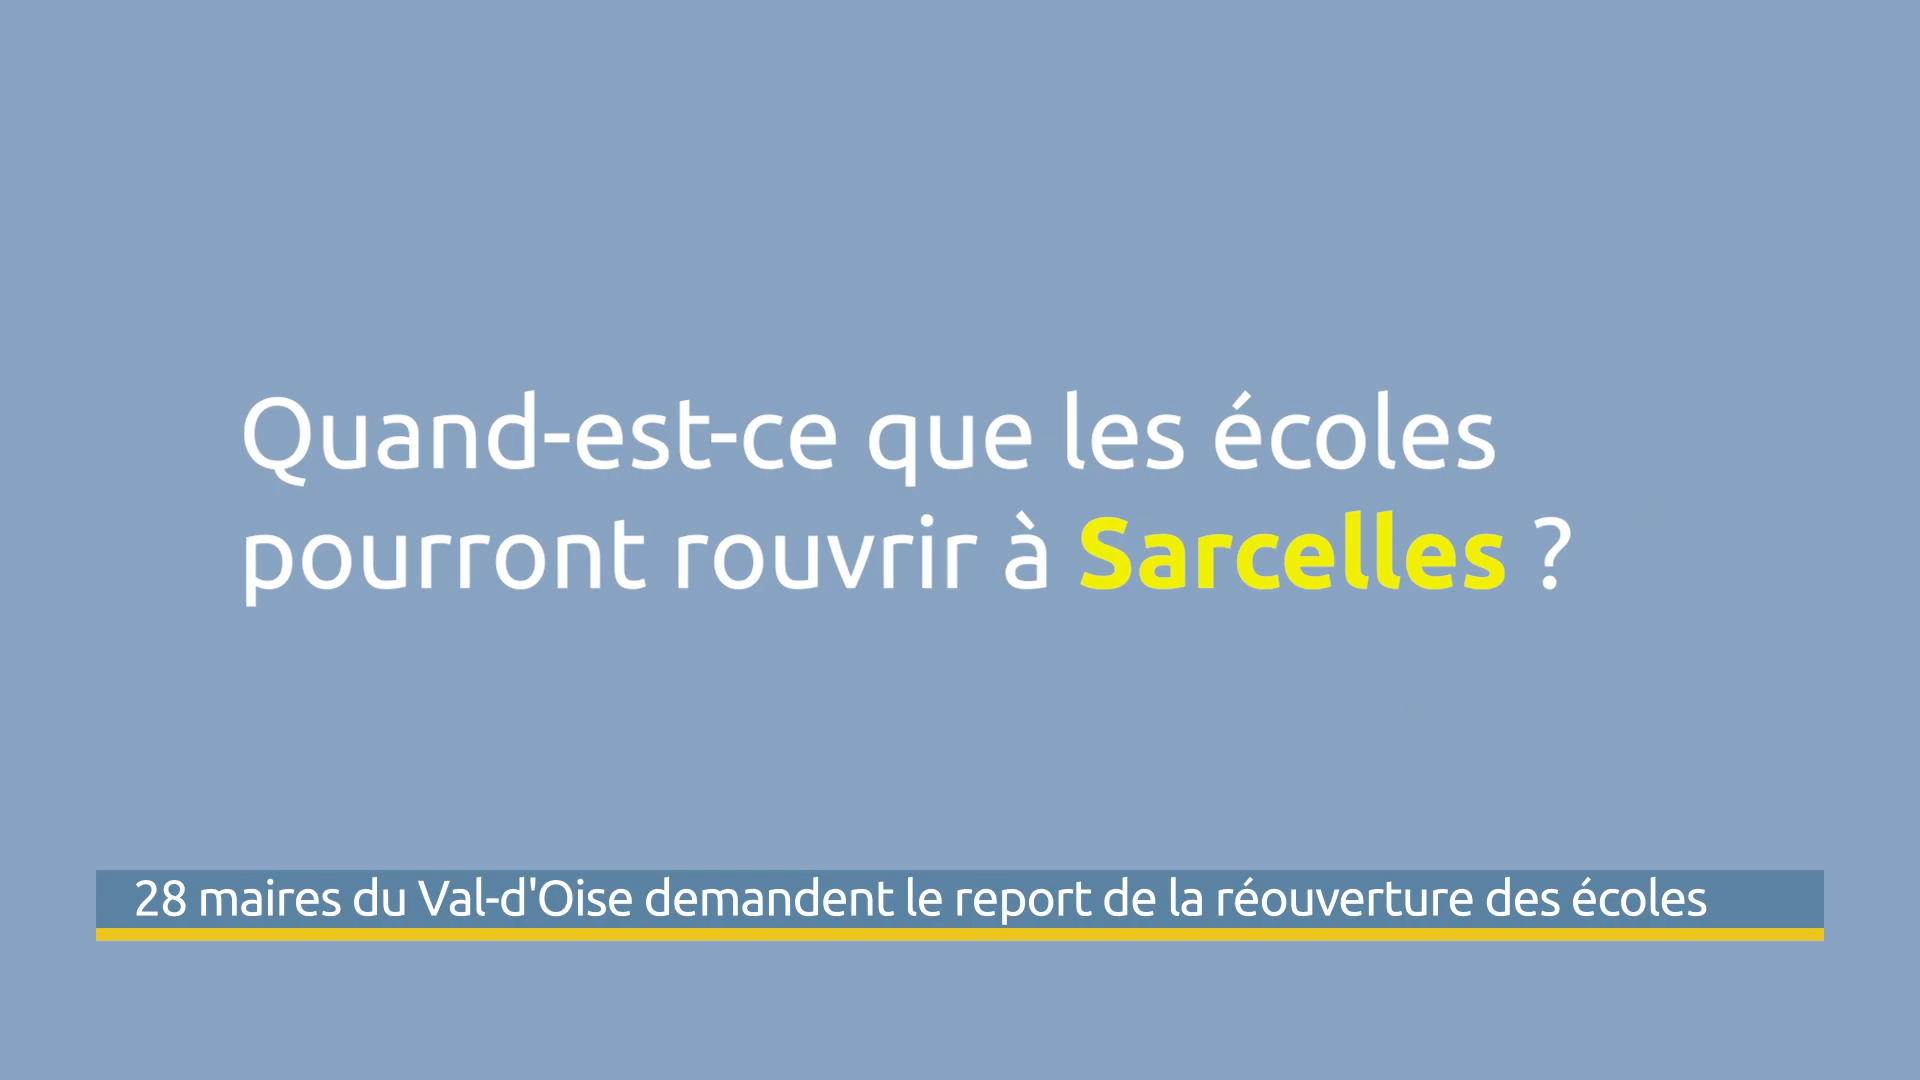 Quand-est-ce que les écoles
pourront rouvrir à Sarcelles ?
28 maires du Val-d'Oise demandent le report de la réouverture des écoles